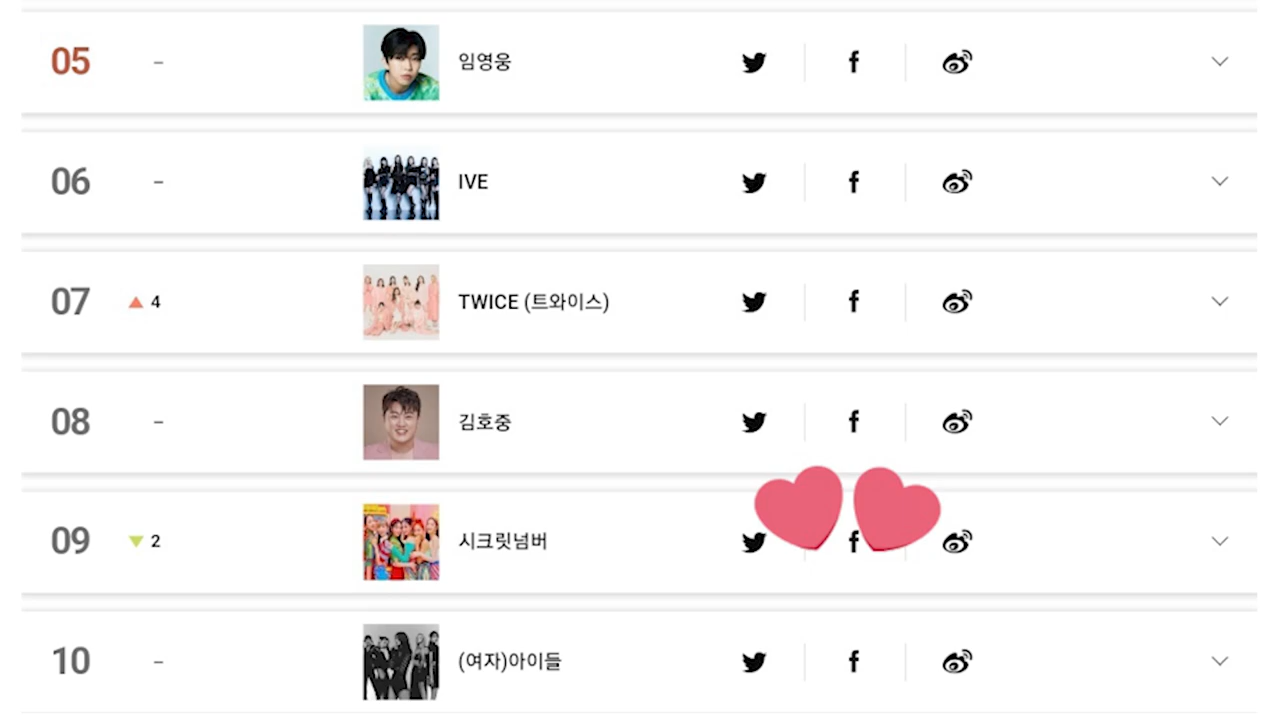 05 – 임영웅
06 – IVE
07 ▲ 4 TWICE (트와이스)
08 – 김호중
09 ▼ 2 시크릿넘버
10 – (여자)아이들